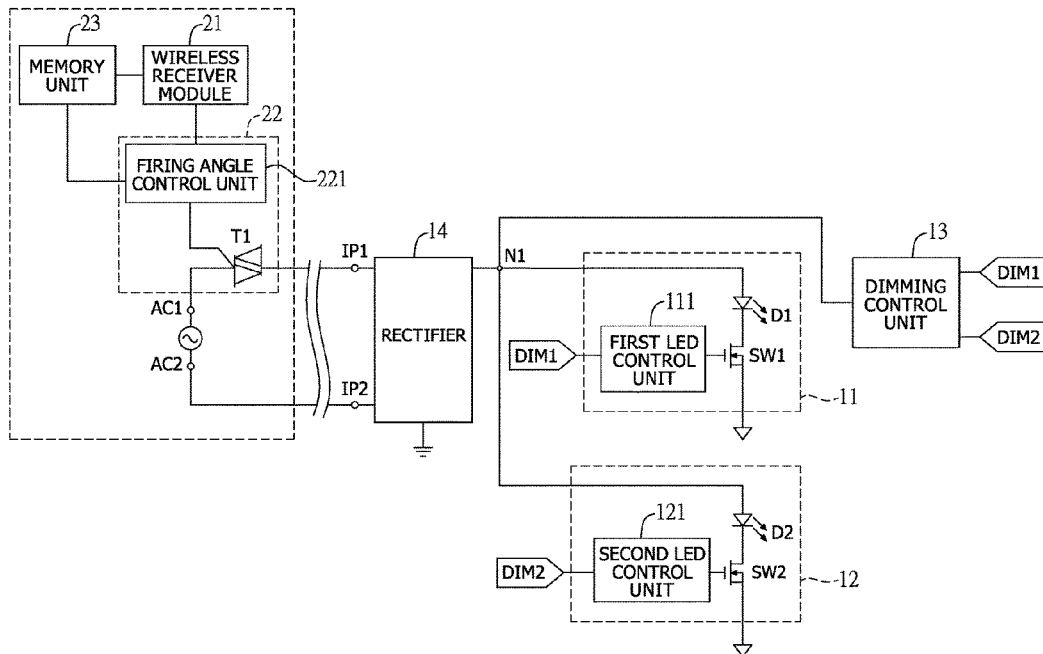 23
21
MEMORY
UNIT
WIRELESS
RECEIVER
MODULE
22
FIRING ANGLE
CONTROL UNIT
221
T1
AC1
AC2
IP1
IP2
14
RECTIFIER
N1
13
DIMMING
CONTROL
UNIT
DIM1
DIM2
111
DIM1
FIRST LED
CONTROL
UNIT
D1
SW1
11
121
DIM2
SECOND LED
CONTROL
UNIT
D2
SW2
12